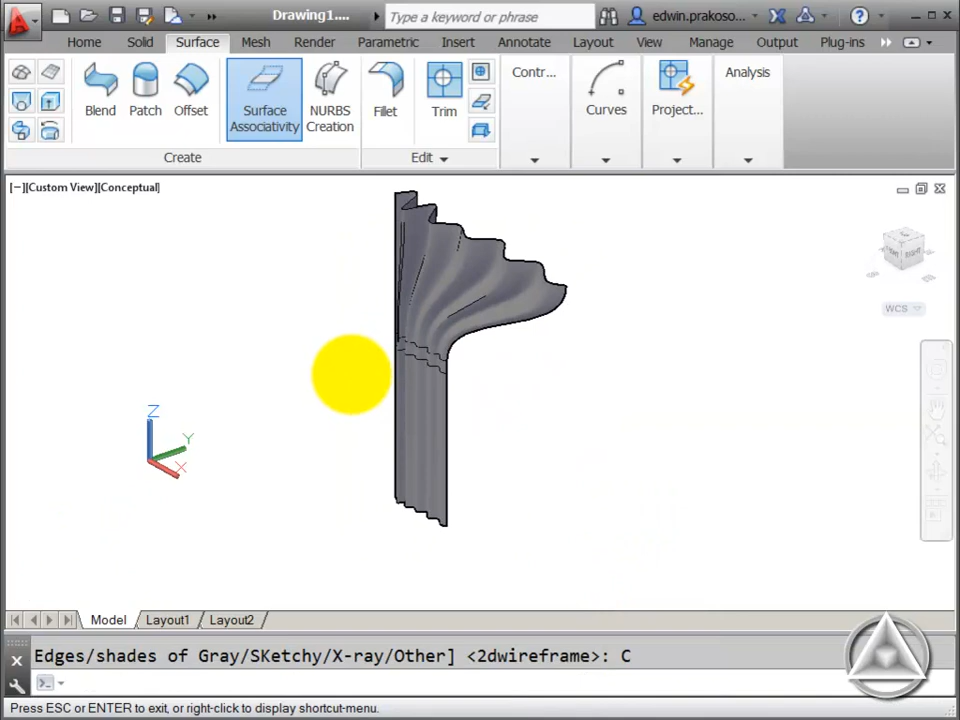 Drawing1....
Type a keyword or phrase
edwin.prakoso...
Home Solid Surface Mesh Render Parametric Insert Annotate Layout View Manage Output Plug-ins
Blend
Patch
Offset
Surface
Associativity
NURBS
Creation
Fillet
Trim
Contr...
Curves
Project...
Analysis
Create
Edit
[−][Custom View][Conceptual]
WCS
Z
Y
X
Model Layout1 Layout2
Edges/shades of Gray/SKetchy/X-ray/Other] <2dwireframe>: C
Press ESC or ENTER to exit, or right-click to display shortcut-menu.